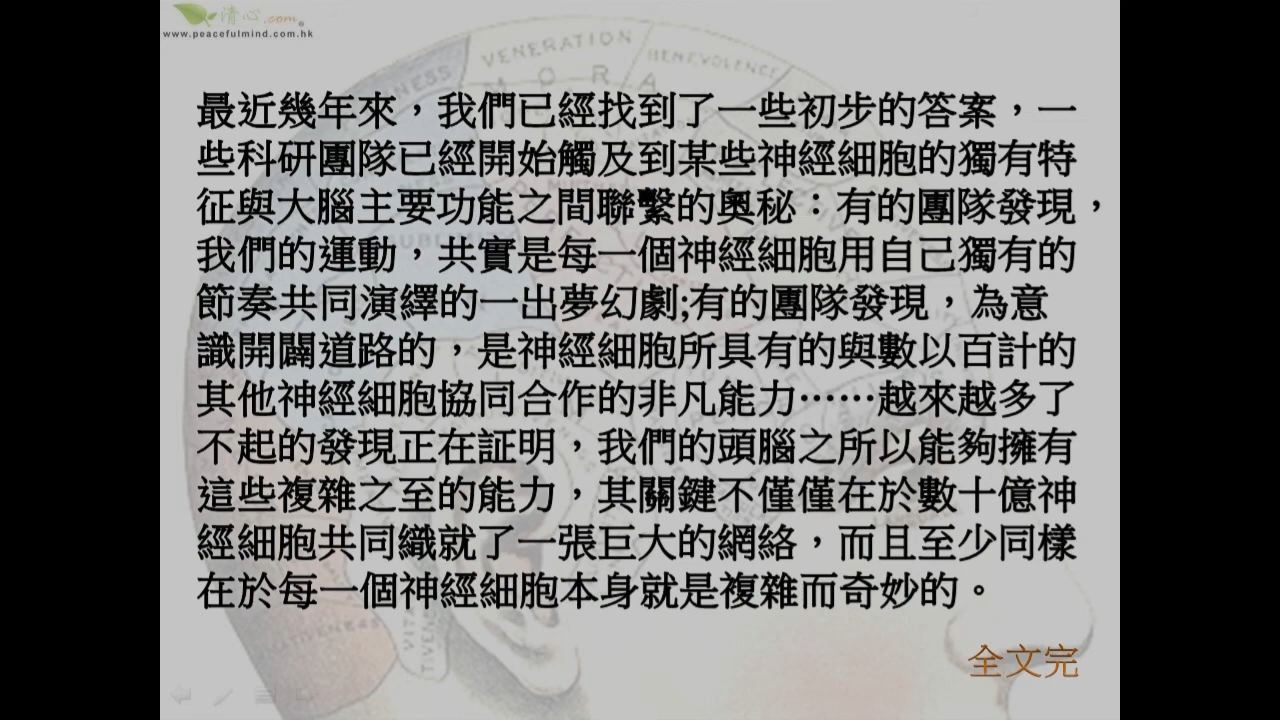 清心.com
www.peacefulmind.com.hk
VENERATION
BENEVOLENCE
MORA
最近幾年來，我們已經找到了一些初步的答案，一
些科研團隊已經開始觸及到某些神經細胞的獨有特
征與大腦主要功能之間聯繫的奧秘：有的團隊發現，
我們的運動，共實是每一個神經細胞用自己獨有的
節奏共同演繹的一出夢幻劇;有的團隊發現，為意
識開闢道路的，是神經細胞所具有的與數以百計的
其他神經細胞協同合作的非凡能力……越來越多了
不起的發現正在証明，我們的頭腦之所以能夠擁有
這些複雜之至的能力，其關鍵不僅僅在於數十億神
經細胞共同織就了一張巨大的網絡，而且至少同樣
在於每一個神經細胞本身就是複雜而奇妙的。
全文完